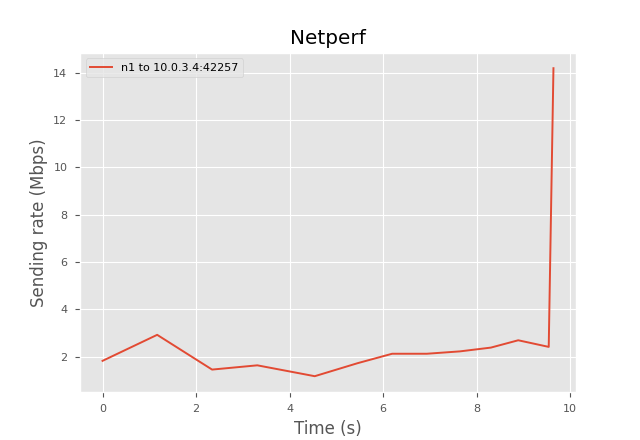 Netperf
n1 to 10.0.3.4:42257
Sending rate (Mbps)
14
12
10
8
6
4
2
0 2 4 6 8 10
Time (s)